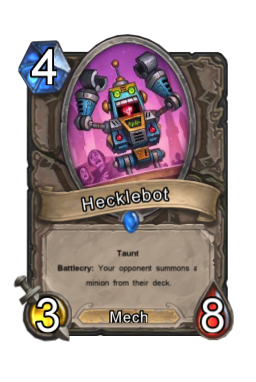 4
Hecklebot
Taunt
Battlecry: Your opponent summons a
minion from their deck.
3
Mech
8